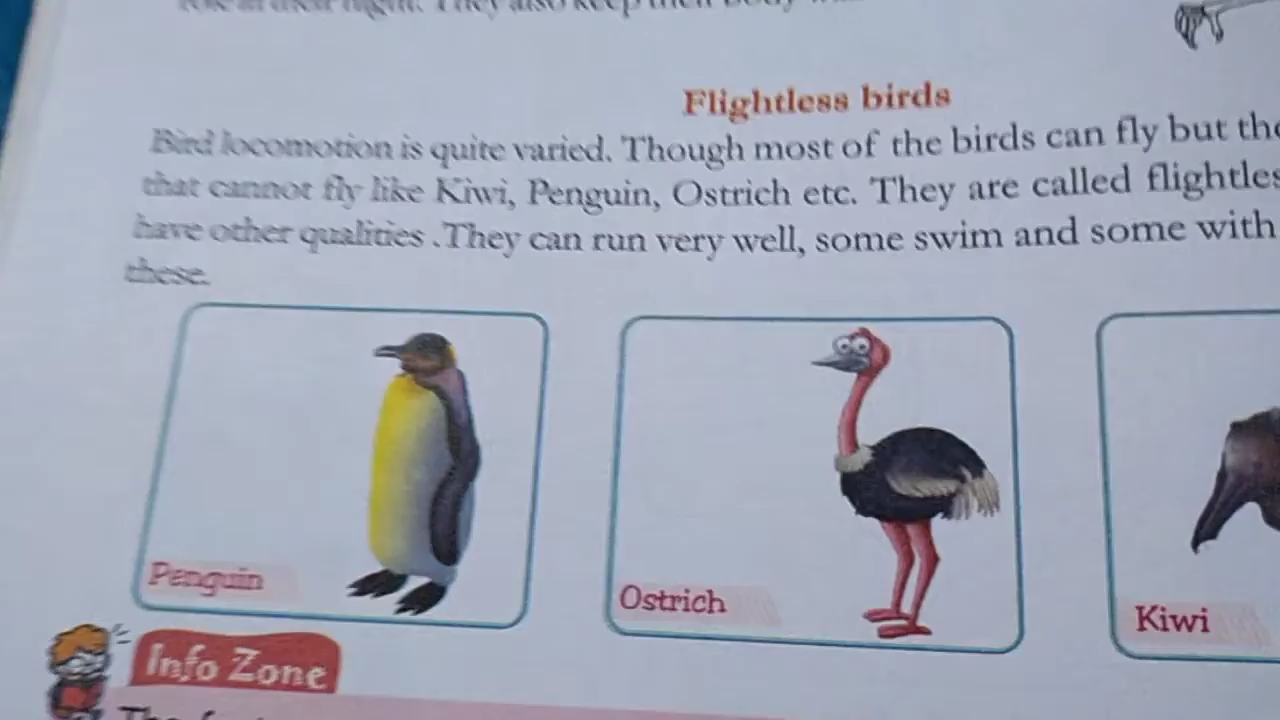 Flightless birds
Bird locomotion is quite varied. Though most of the birds can fly but
that cannot fly like Kiwi, Penguin, Ostrich etc. They are called
have other qualities .They can run very well, some swim and some with
these.
Penguin
Ostrich
Kiwi
Info Zone